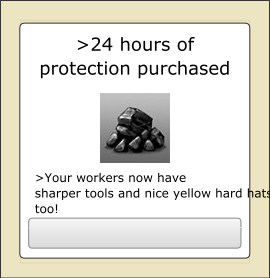 >24 hours of
protection purchased
>Your workers now have
sharper tools and nice yellow hard hats
too!